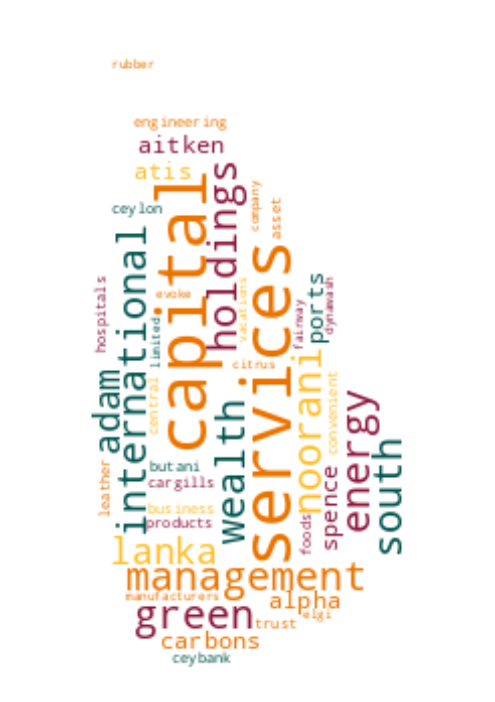 rubber
engineering
aitken
atis
capital
holdings
company
asset
ceylon
international
services
hospitals
evoke
vacations
limited
ports
dynawash
fairway
citrus
adam
central
wealth
noorani
convenient
energy
south
leather
butani
cargills
spence
business
products
foods
lanka
management
manufacturers
alpha
green
elgi
trust
carbons
ceybank